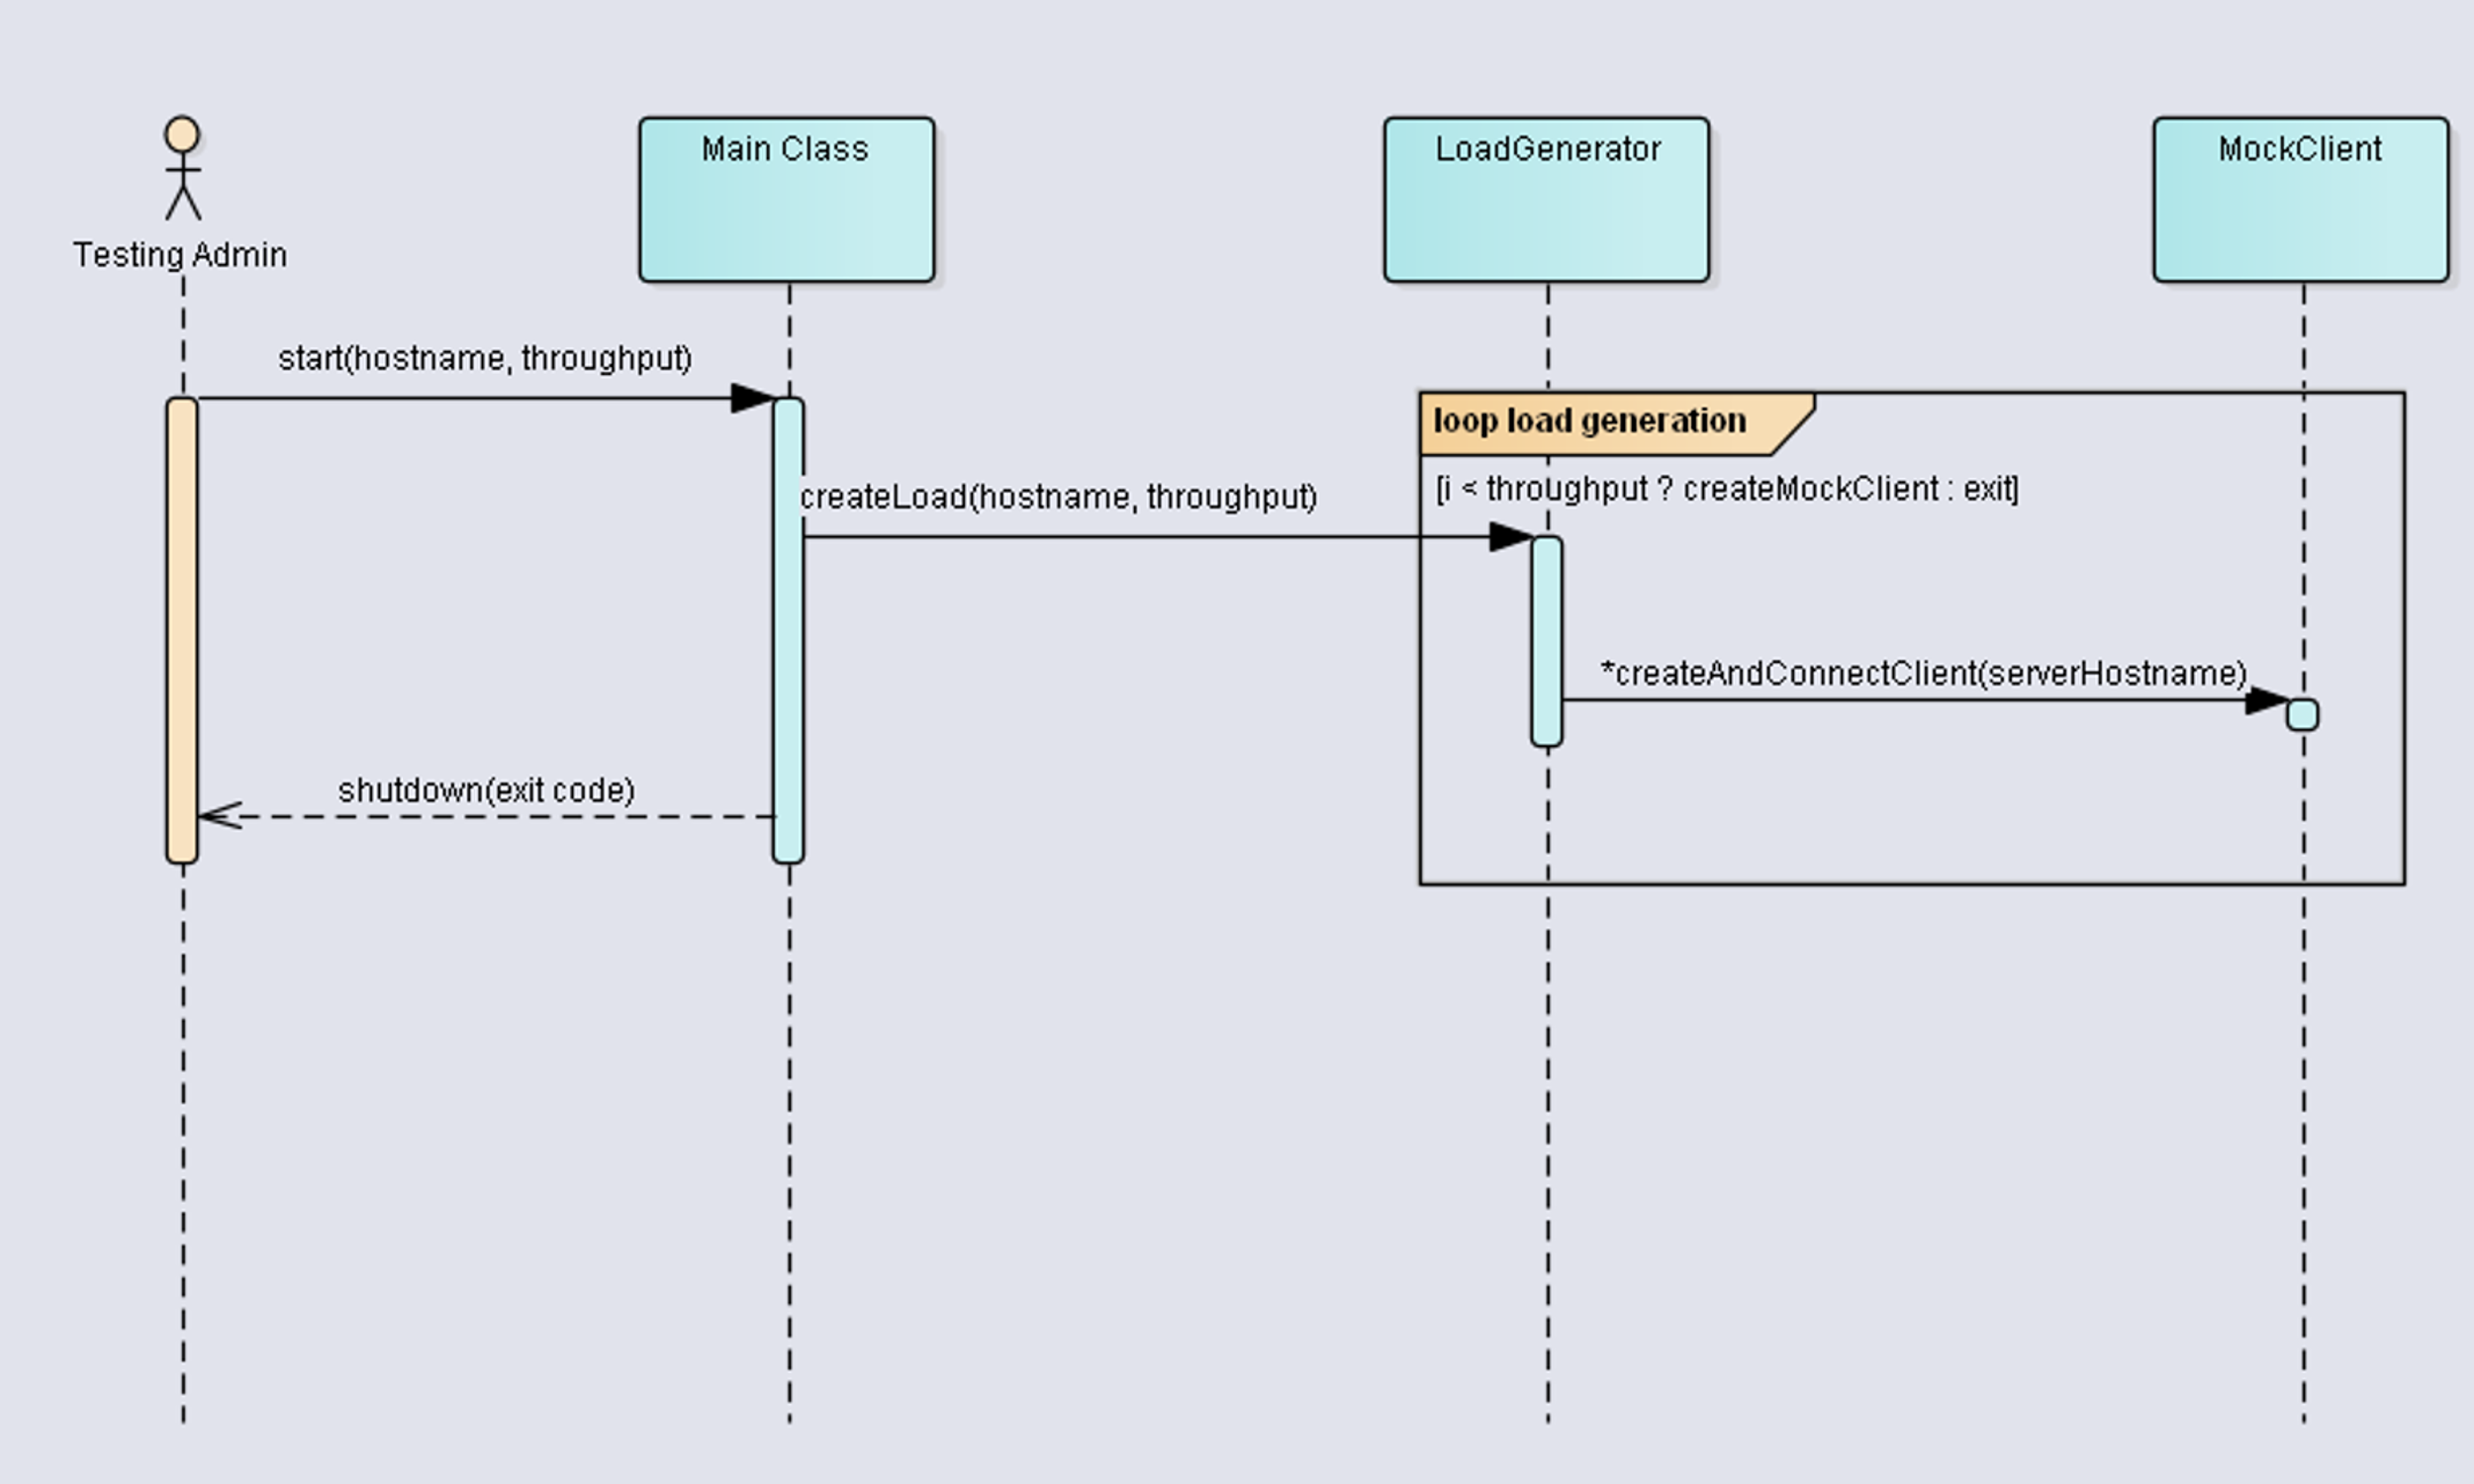 Main Class
LoadGenerator
MockClient
Testing Admin
start(hostname, throughput)
loop load generation
createLoad(hostname, throughput)
[i < throughput ? createMockClient : exit]
*createAndConnectClient(serverHostname)
shutdown(exit code)